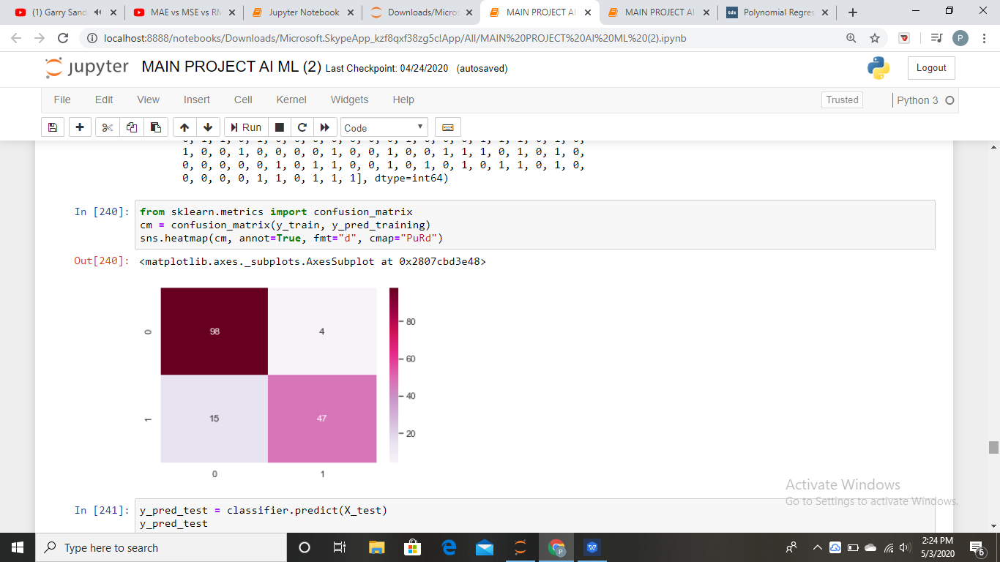 (1) Garry Sand
MAE vs MSE vs RM
Jupyter Notebook
Downloads/Micros
MAIN PROJECT AI
MAIN PROJECT AI
tds Polynomial Regres
localhost:8888/notebooks/Downloads/Microsoft.SkypeApp_kzf8qxf38zg5c!App/All/MAIN%20PROJECT%20AI%20ML%20(2).ipynb
P
jupyter MAIN PROJECT AI ML (2) Last Checkpoint: 04/24/2020 (autosaved)
Logout
File Edit View Insert Cell Kernel Widgets Help
Trusted
Python 3
Run
Code
1, 0, 0, 1, 0, 0, 0, 0, 1, 0, 0, 1, 0, 0, 1, 1, 1, 0, 1, 0, 1, 0,
0, 0, 0, 0, 0, 1, 0, 1, 1, 0, 0, 1, 0, 1, 0, 1, 0, 1, 1, 0, 1, 0,
0, 0, 0, 0, 1, 1, 0, 1, 1, 1], dtype=int64)
In [240]: from sklearn.metrics import confusion_matrix
cm = confusion_matrix(y_train, y_pred_training)
sns.heatmap(cm, annot=True, fmt="d", cmap="PuRd")
Out[240]: <matplotlib.axes._subplots.AxesSubplot at 0x2807cbd3e48>
80
0 98 4
60
40
1 15 47
20
0 1
Activate Windows
Go to Settings to activate Windows.
In [241]: y_pred_test = classifier.predict(X_test)
y_pred_test
Type here to search
P
2:24 PM
5/3/2020
6